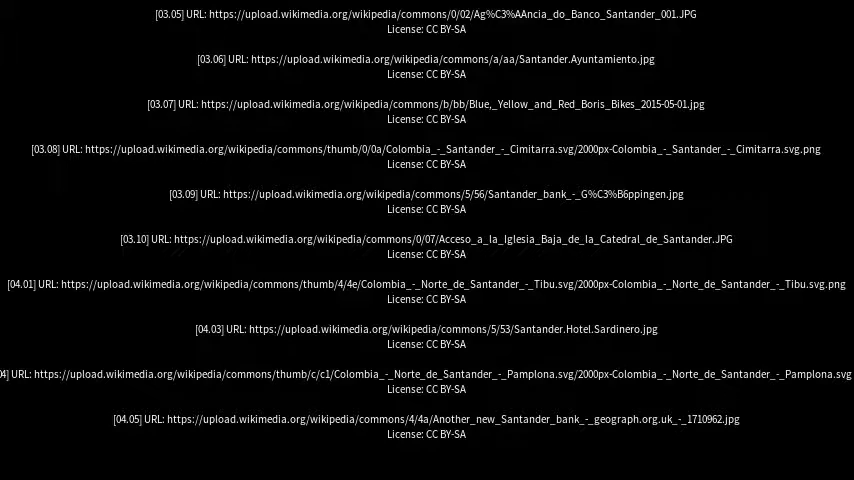 [03.05] URL: https://upload.wikimedia.org/wikipedia/commons/0/02/Ag%C3%AAncia_do_Banco_Santander_001.JPG
License: CC BY-SA
[03.06] URL: https://upload.wikimedia.org/wikipedia/commons/a/aa/Santander.Ayuntamiento.jpg
License: CC BY-SA
[03.07] URL: https://upload.wikimedia.org/wikipedia/commons/b/bb/Blue,_Yellow_and_Red_Boris_Bikes_2015-05-01.jpg
License: CC BY-SA
[03.08] URL: https://upload.wikimedia.org/wikipedia/commons/thumb/0/0a/Colombia_-_Santander_-_Cimitarra.svg/2000px-Colombia_-_Santander_-_Cimitarra.svg.png
License: CC BY-SA
[03.09] URL: https://upload.wikimedia.org/wikipedia/commons/5/56/Santander_bank_-_G%C3%B6ppingen.jpg
License: CC BY-SA
[03.10] URL: https://upload.wikimedia.org/wikipedia/commons/0/07/Acceso_a_la_Iglesia_Baja_de_la_Catedral_de_Santander.JPG
License: CC BY-SA
[04.01] URL: https://upload.wikimedia.org/wikipedia/commons/thumb/4/4e/Colombia_-_Norte_de_Santander_-_Tibu.svg/2000px-Colombia_-_Norte_de_Santander_-_Tibu.svg.png
License: CC BY-SA
[04.03] URL: https://upload.wikimedia.org/wikipedia/commons/5/53/Santander.Hotel.Sardinero.jpg
License: CC BY-SA
04] URL: https://upload.wikimedia.org/wikipedia/commons/thumb/c/c1/Colombia_-_Norte_de_Santander_-_Pamplona.svg/2000px-Colombia_-_Norte_de_Santander_-_Pamplona.svg
License: CC BY-SA
[04.05] URL: https://upload.wikimedia.org/wikipedia/commons/4/4a/Another_new_Santander_bank_-_geograph.org.uk_-_1710962.jpg
License: CC BY-SA